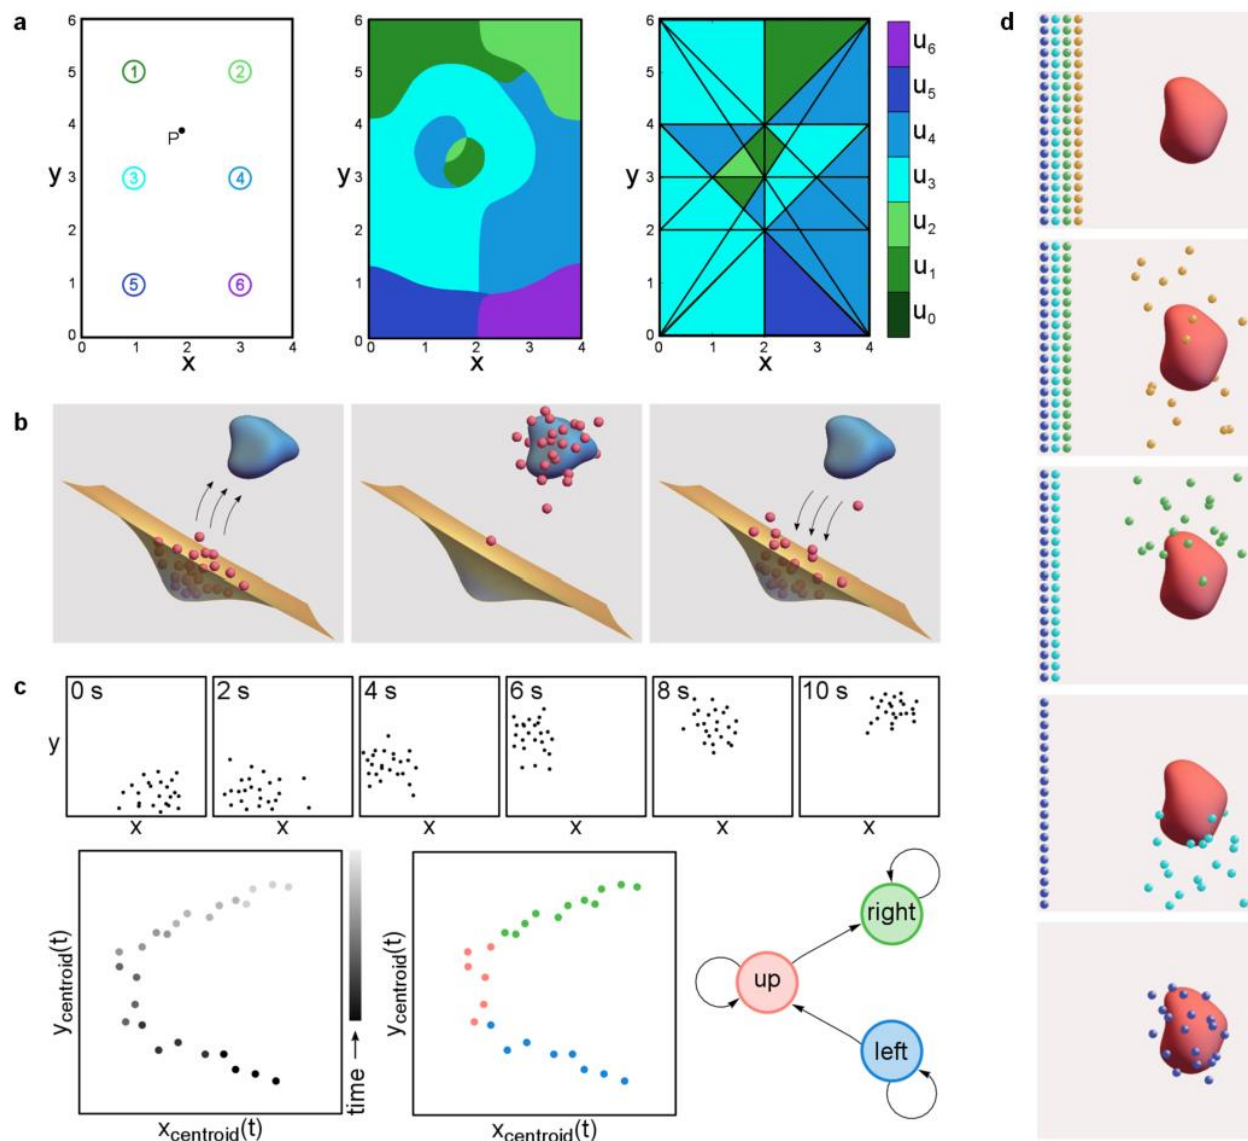 a
d
6
5
4
3
2
1
0
y
1
2
P
3
4
5
6
0 1 2 3 4
x
6
5
4
3
2
1
0
y
0 1 2 3 4
x
6
5
4
3
2
1
0
y
0 1 2 3 4
x
u6
u5
u4
u3
u2
u1
u0
b
c
0 s
2 s
4 s
6 s
8 s
10 s
y
x x x x x x
ycentroid(t)
xcentroid(t)
time
ycentroid(t)
xcentroid(t)
right
up
left